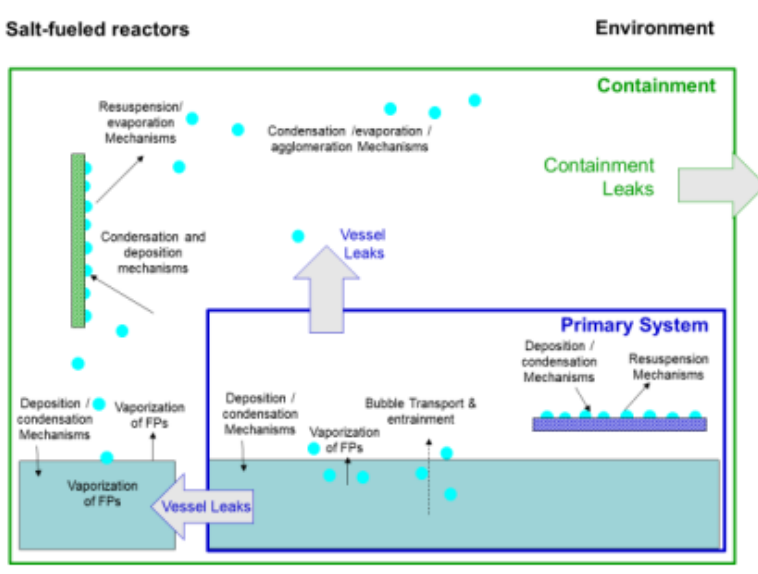 Salt-fueled reactors
Environment
Containment
Resuspension/
evaporation
Mechanisms
Condensation /evaporation /
agglomeration Mechanisms
Containment
Leaks
Condensation and
deposition
mechanisms
Vessel
Leaks
Primary System
Deposition /
condensation
Mechanisms
Resuspension
Mechanisms
Deposition /
condensation
Mechanisms
Vaporization
of FPs
Deposition /
condensation
Mechanisms
Vaporization
of FPs
Bubble Transport &
entrainment
Vaporization
of FPs
Vessel Leaks